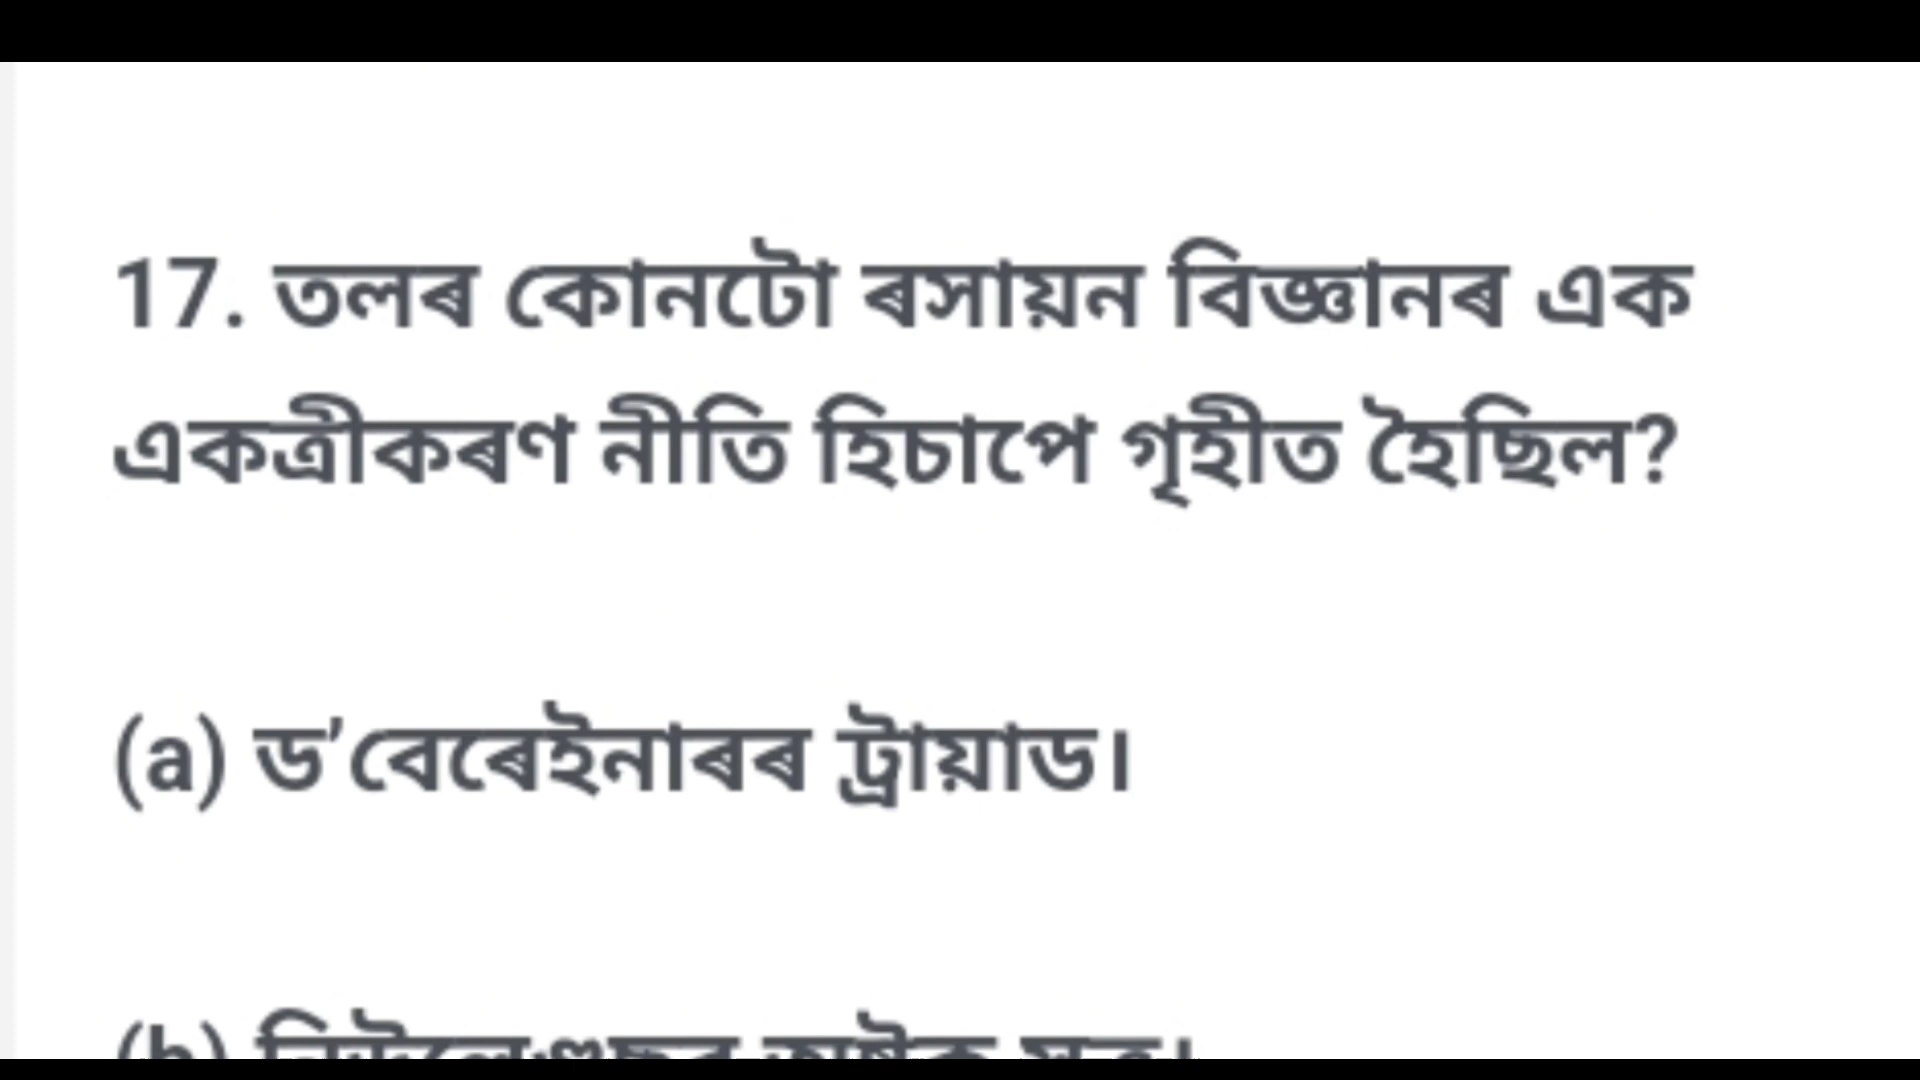 17. তলৰ কোনটো ৰসায়ন বিজ্ঞানৰ এক
একত্ৰীকৰণ নীতি হিচাপে গৃহীত হৈছিল?
(a) ড'বেৰেইনাৰৰ ট্ৰায়াড।
(b)